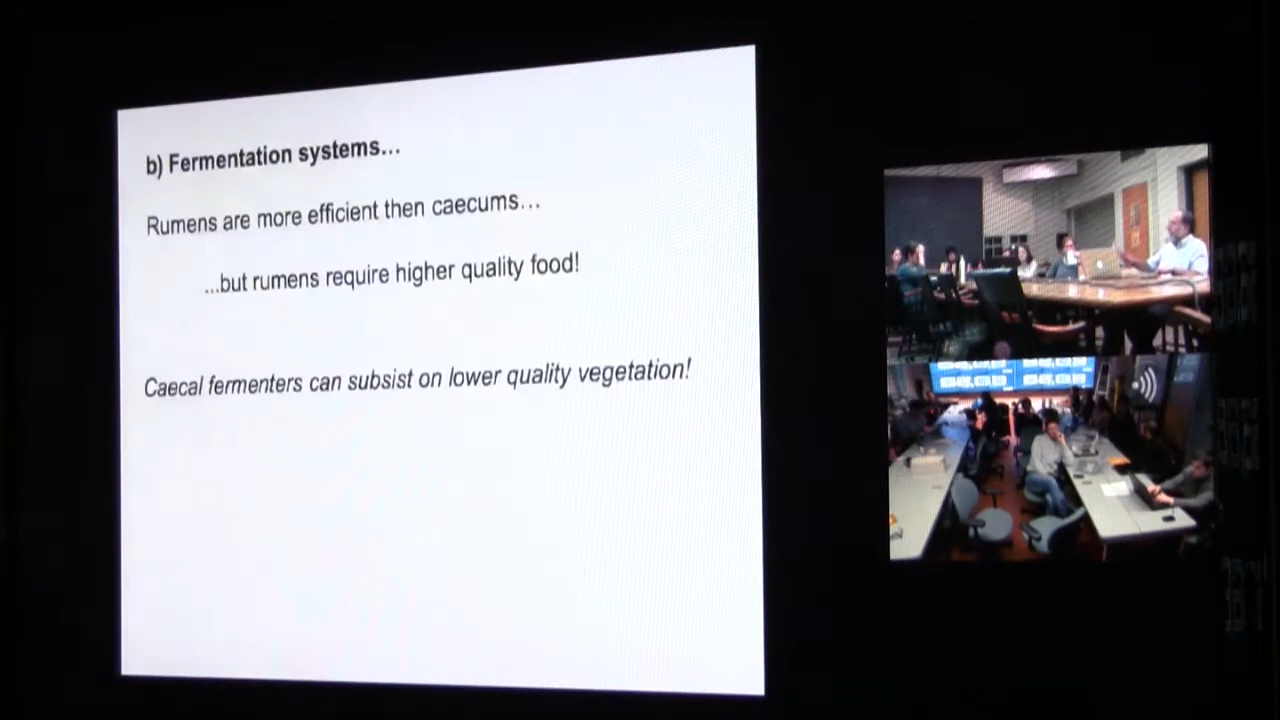 b) Fermentation systems...
Rumens are more efficient then caecums...
...but rumens require higher quality food!
Caecal fermenters can subsist on lower quality vegetation!